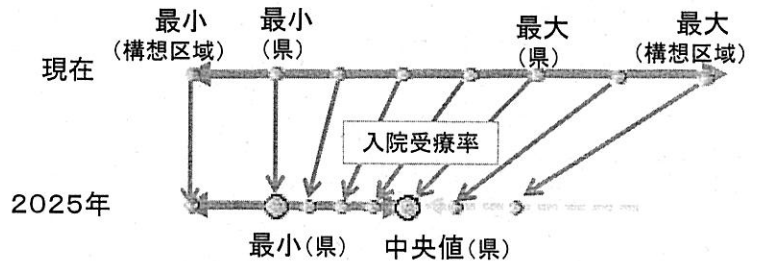 最小
(構想区域)
最小
(県)
最大
(県)
最大
(構想区域)
現在
入院受療率
2025年
最小(県)
中央値(県)